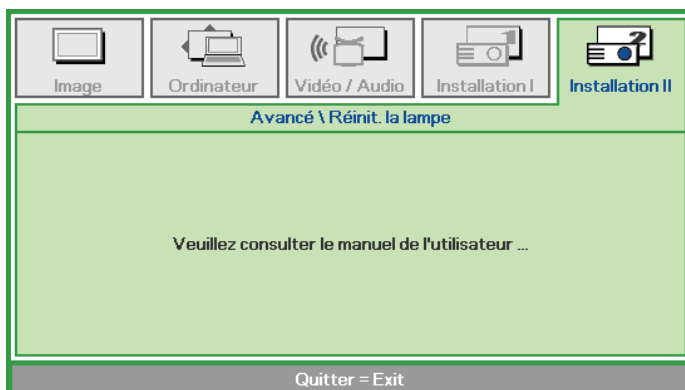 Image
Ordinateur
Vidéo / Audio
Installation I
Installation II
Avancé \ Réinit. la lampe
Veuillez consulter le manuel de l'utilisateur ...
Quitter = Exit